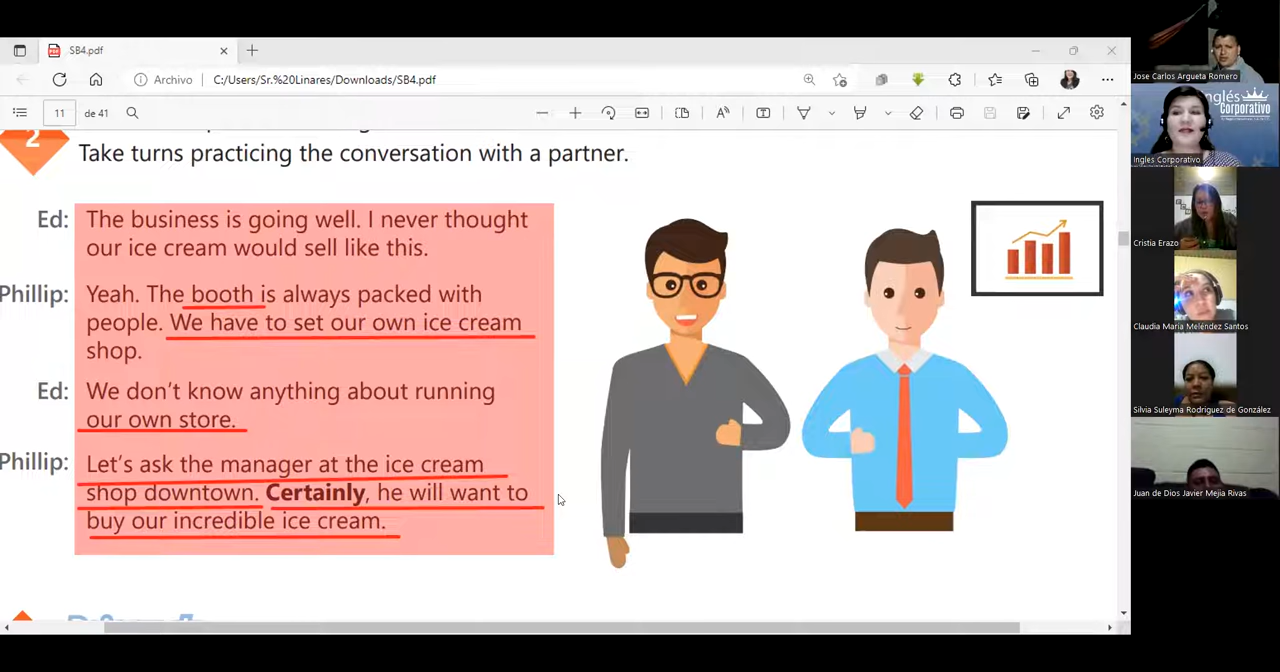 SB4.pdf
Archivo
C:/Users/Sr.%20Linares/Downloads/SB4.pdf
11
de 41
2
Take turns practicing the conversation with a partner.
Ed: The business is going well. I never thought
our ice cream would sell like this.
Phillip: Yeah. The booth is always packed with
people. We have to set our own ice cream
shop.
Ed: We don't know anything about running
our own store.
Phillip: Let's ask the manager at the ice cream
shop downtown. Certainly, he will want to
buy our incredible ice cream.
Jose Carlos Argueta Romero
Inglés
Corporativo
Ingles Corporativo
Cristia Erazo
Claudia María Meléndez Santos
Silvia Suleyma Rodriguez de González
Juan de Dios Javier Mejia Rivas